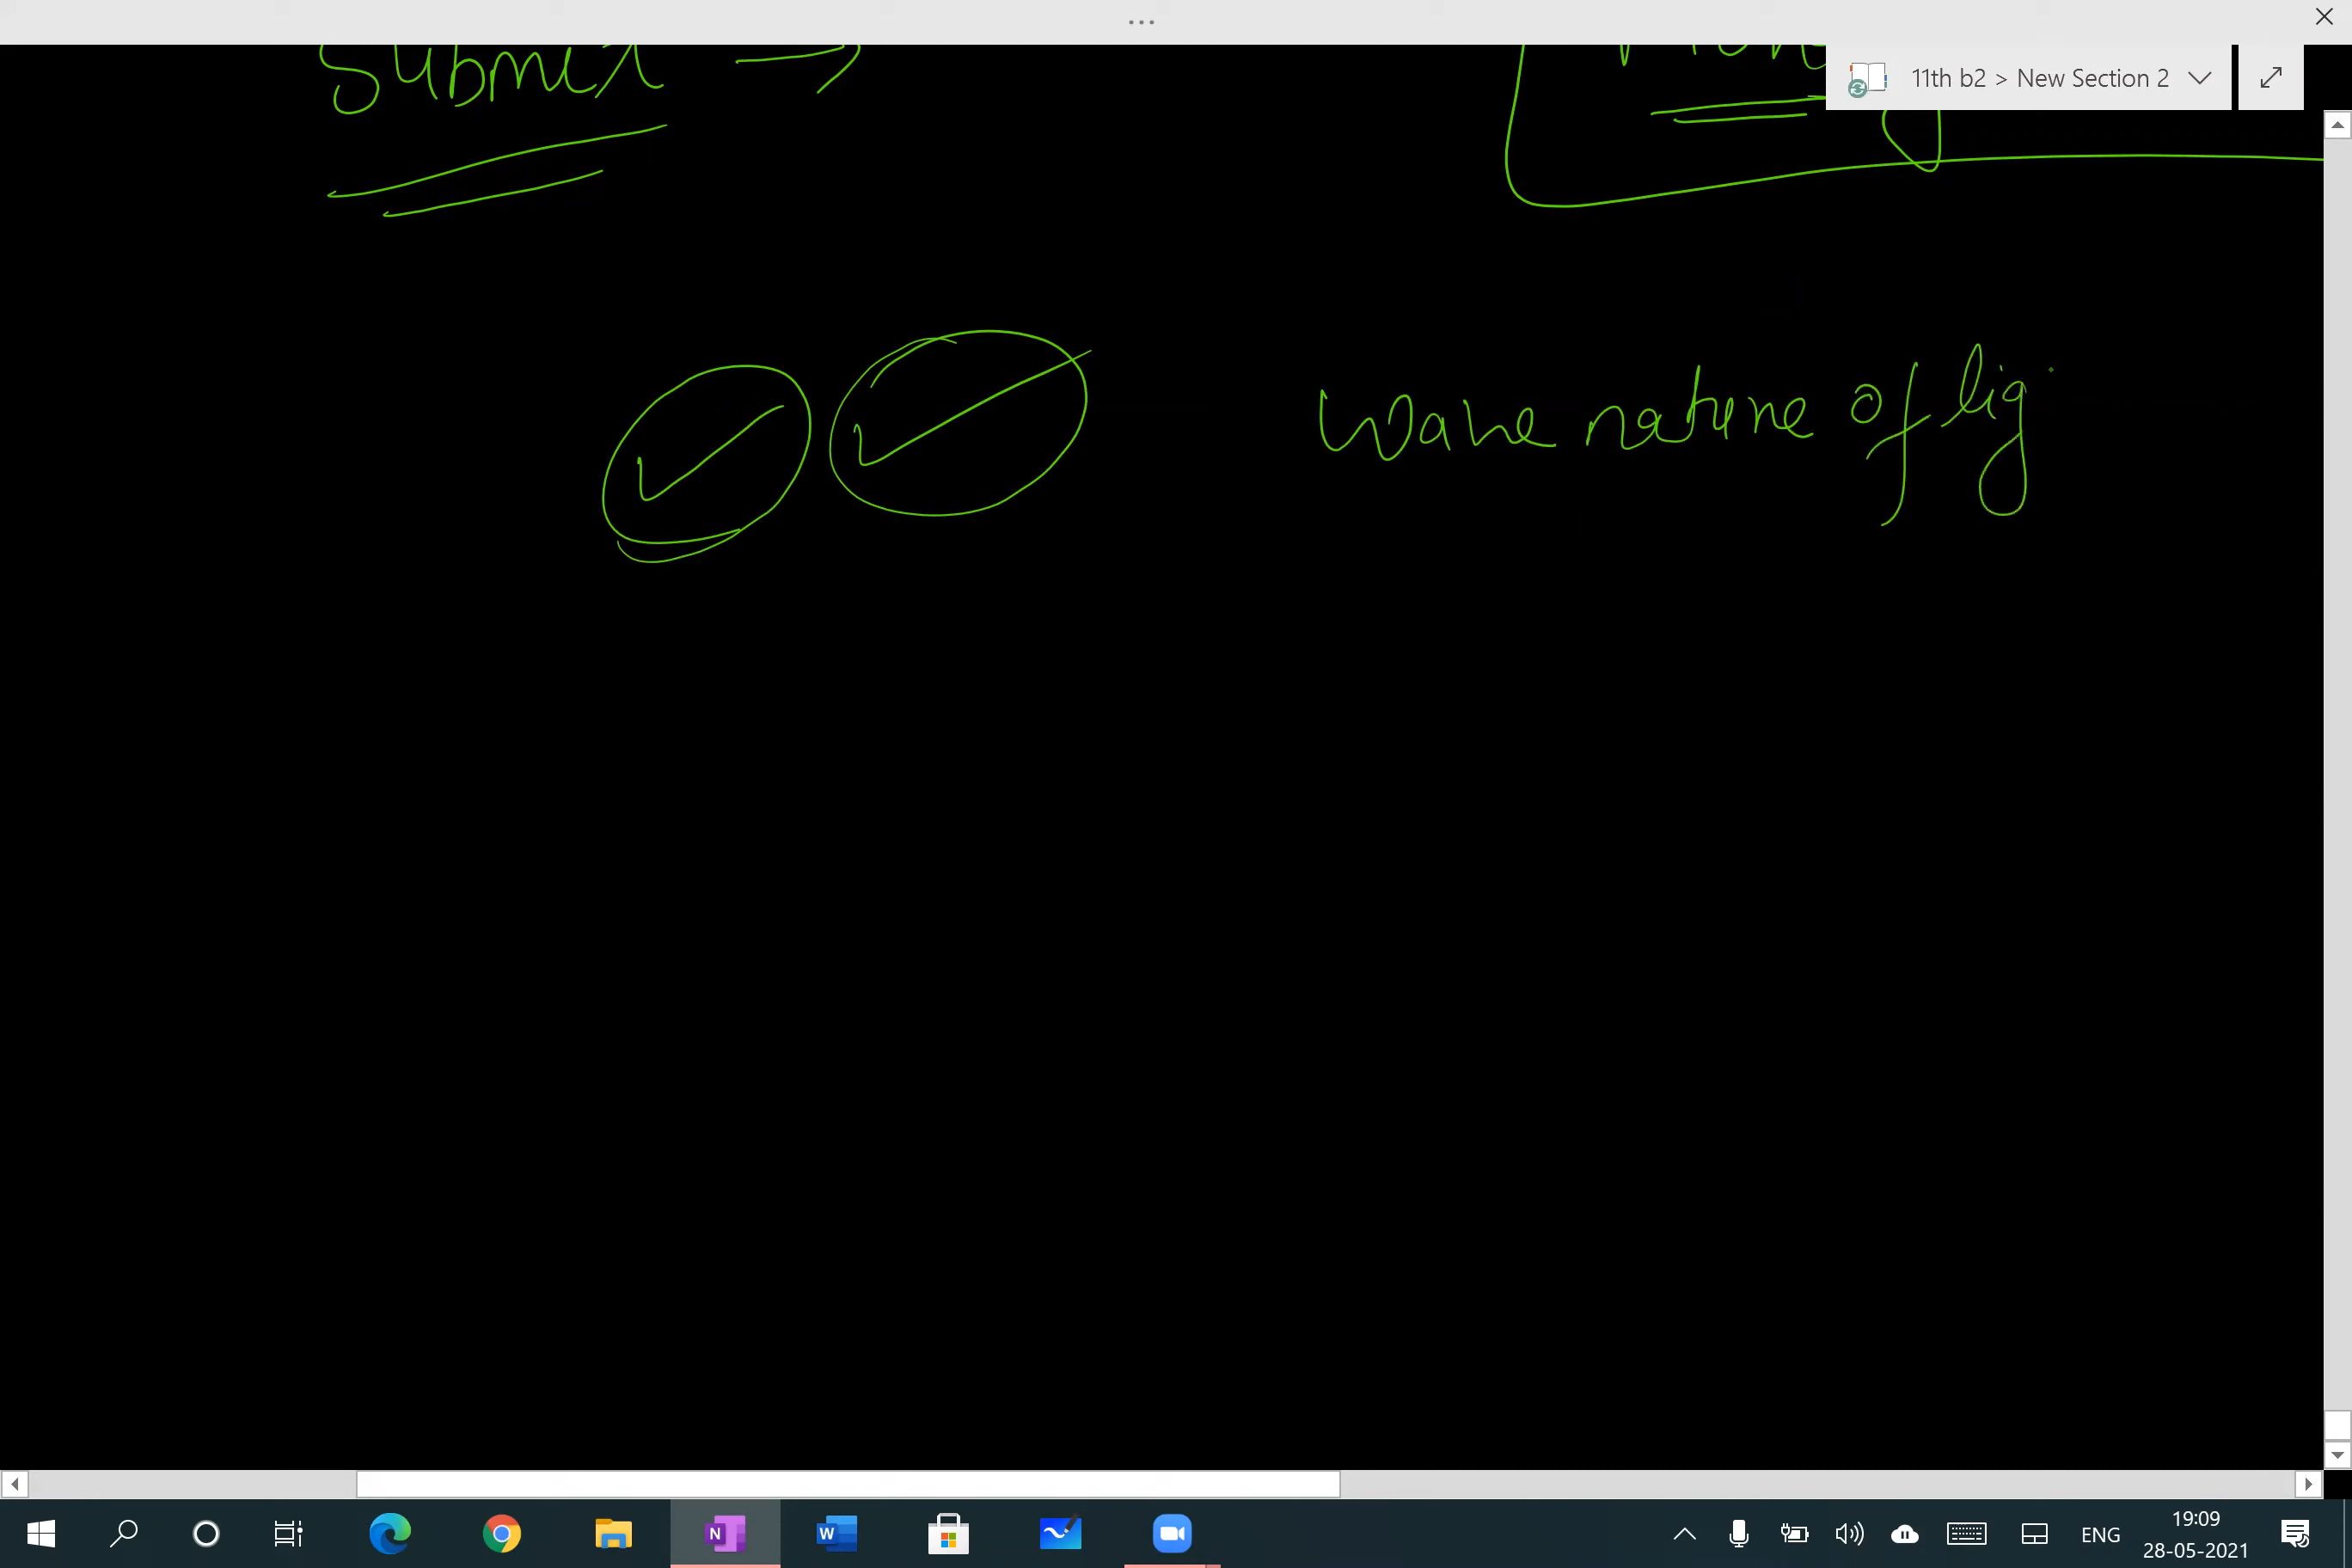 ...
11th b2 > New Section 2
Submit →
Wave nature of lig
N
W
ENG
19:09
28-05-2021